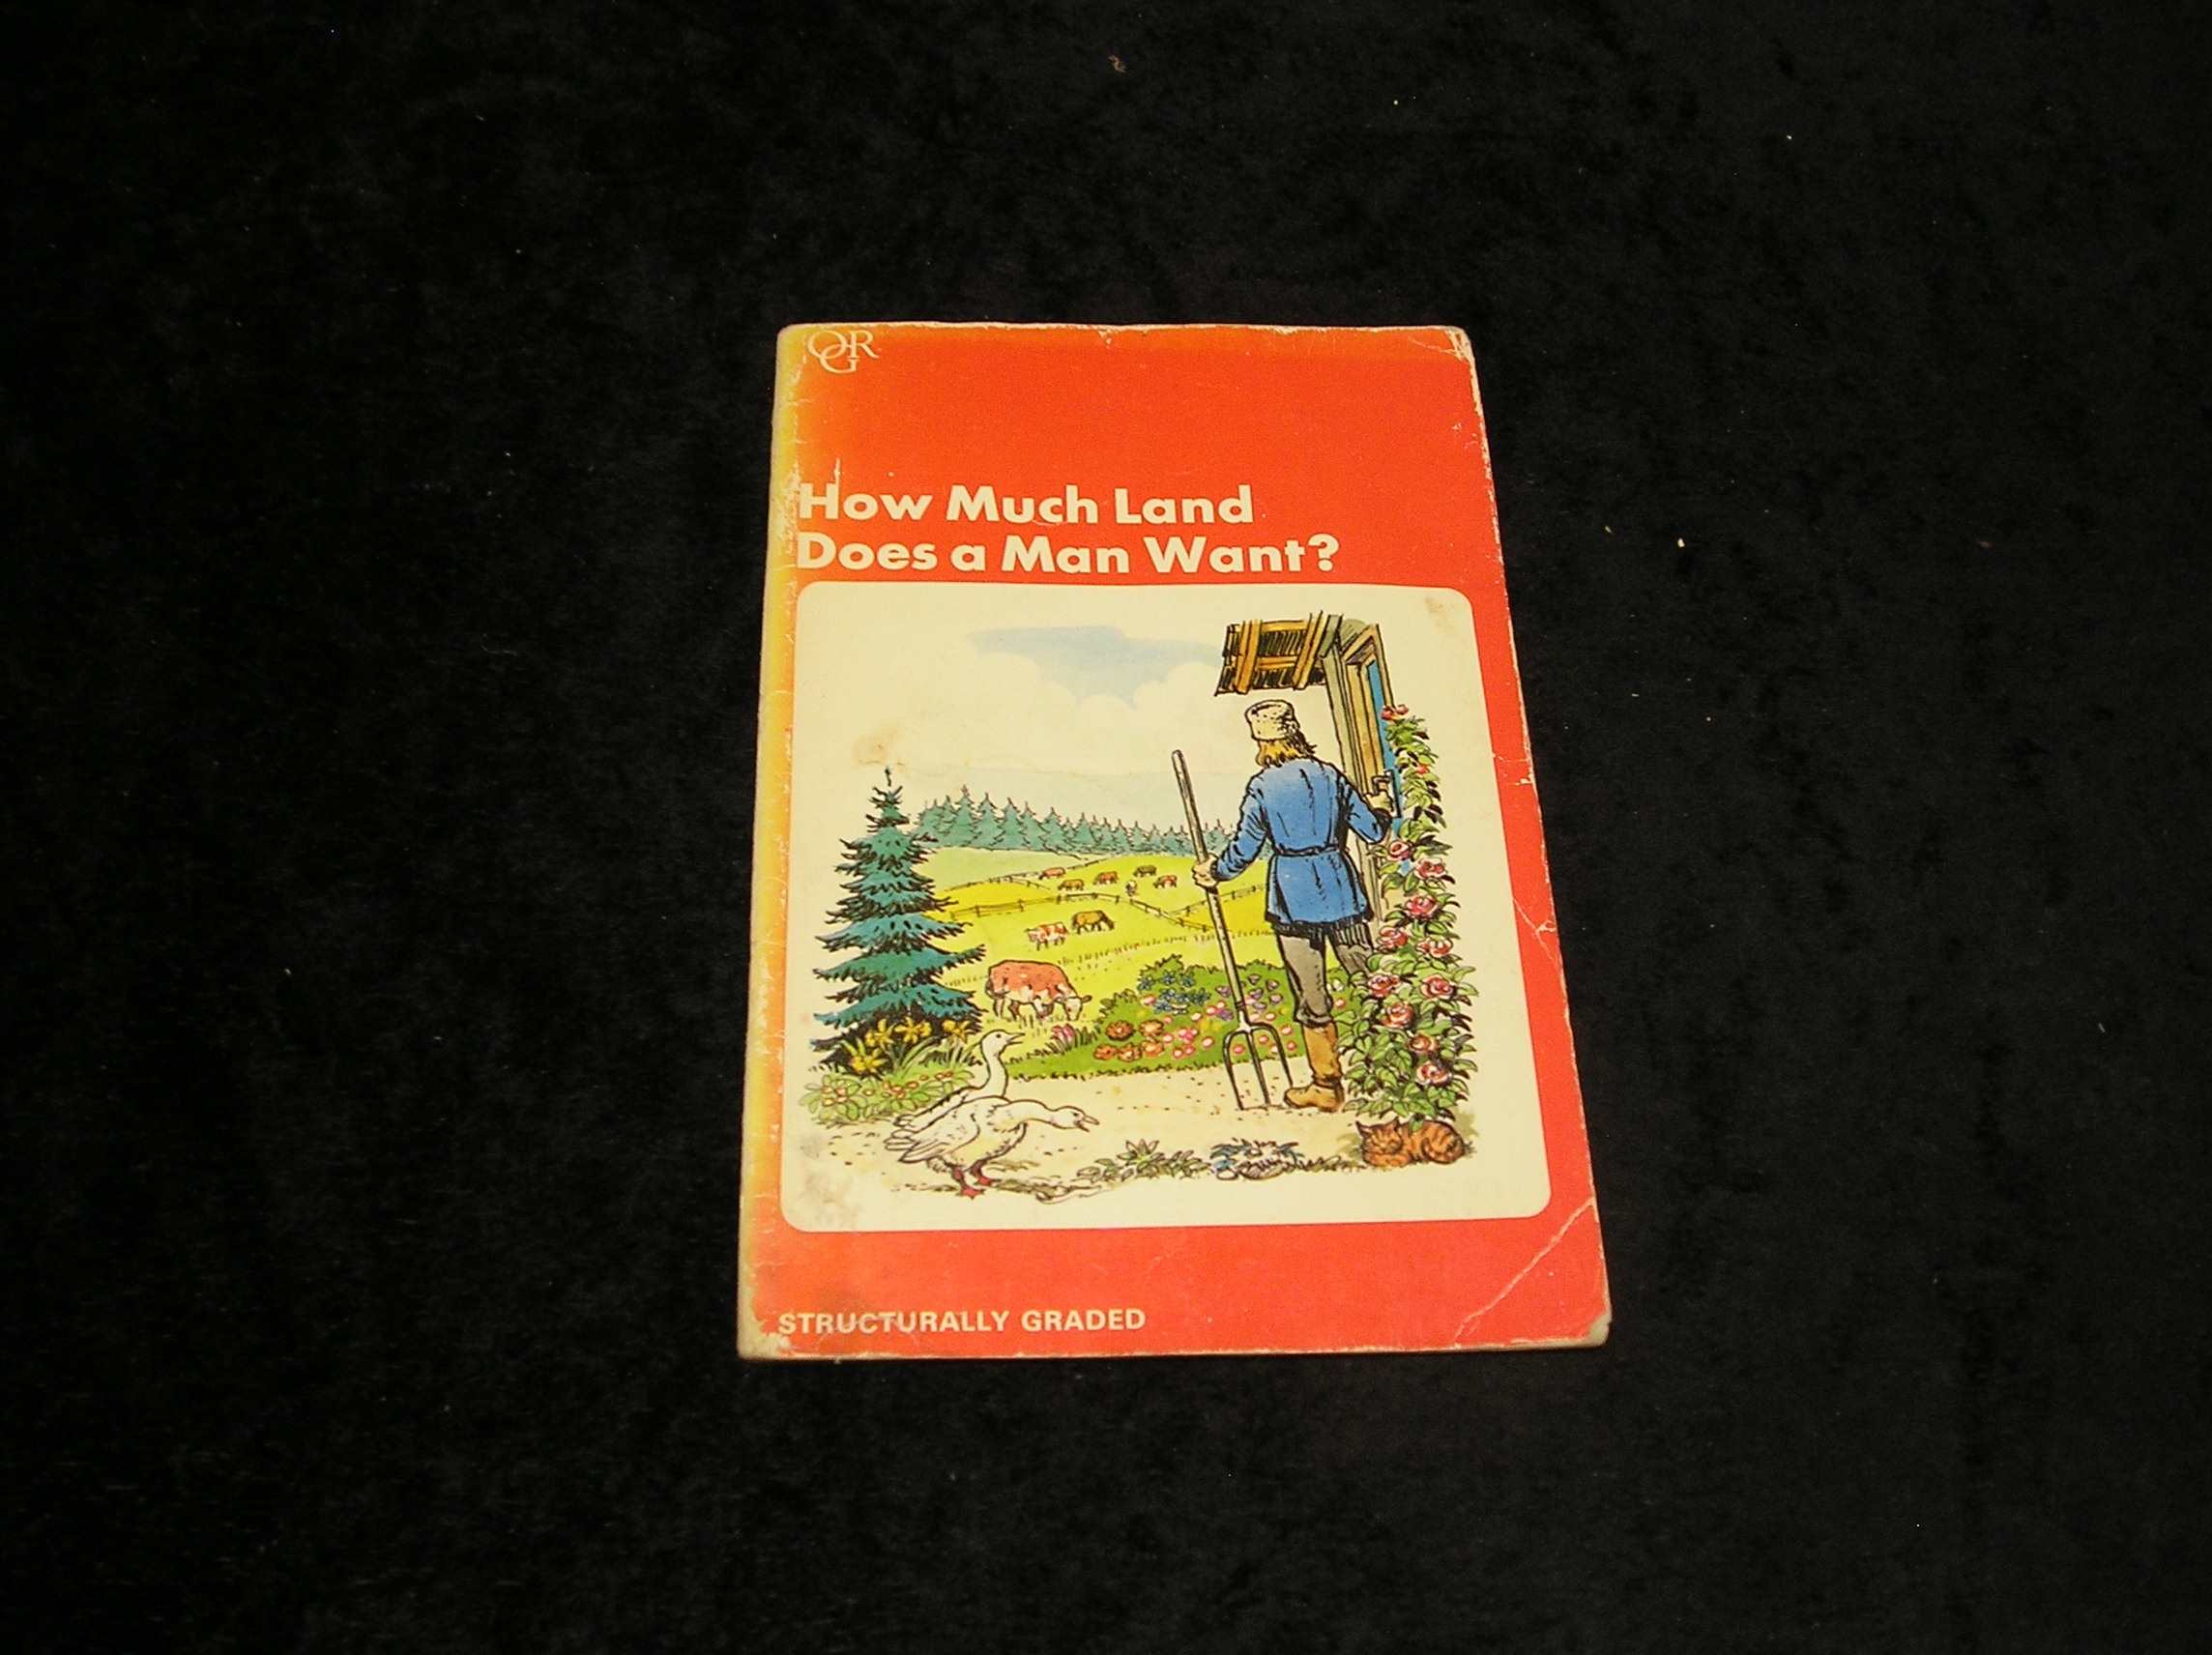 OGR
How Much Land
Does a Man Want?
STRUCTURALLY GRADED